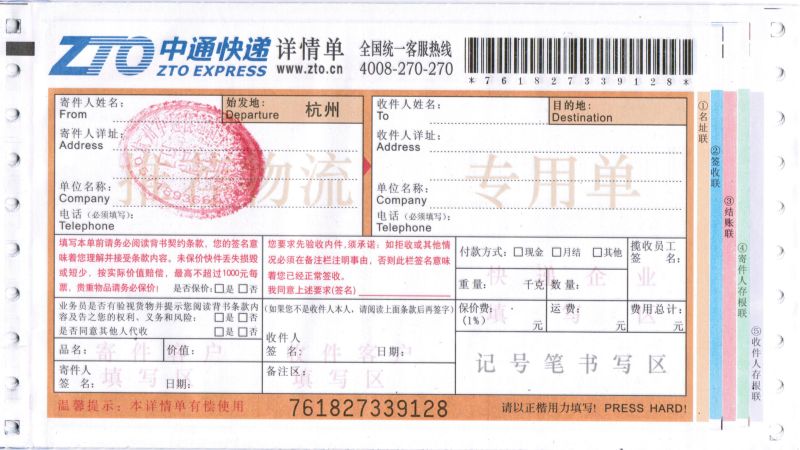 ZTO 中通快递 详情单 全国统一客服热线
ZTO EXPRESS www.zto.cn 4008-270-270
*761827339128*
寄件人姓名:
From
始发地:
Departure
杭州
寄件人详址:
Address
单位名称:
Company
电话(必须填写):
Telephone
收件人姓名:
To
目的地:
Destination
收件人详址:
Address
单位名称:
Company
电话(必须填写):
Telephone
推荐物流 专用单
填写本单前请务必阅读背书契约条款,您的签名意
味着您理解并接受条款内容。未保价快件丢失损毁
或短少,按实际价值赔偿,最高不超过1000元每
票,贵重物品请务必保价! 是否保价:□是 □否
您要求先验收内件,须承诺:如拒收或其他情
况必须在备注栏注明事由,否则此栏签名意味
着您已经正常签收。
我同意上述要求(签名)
付款方式:□现金 □月结 □其他
揽收员工
签 名:
重量: 千克 数量:
快递企业
填写区
保价费:
(1%) 元
运费:
元
费用总计:
元
业务员是否有验视货物并提示您阅读背书条款内
容及告之您的权利、义务和风险: □是 □否
是否同意其他人代收 □是 □否
(如果您不是收件人本人,请阅读上面条款后再签字)
收件人
签 名: 日期:
品名: 价值:
寄件客户
填写区
寄件人
签 名: 日期:
收件客户
填写区
备注区:
记号笔书写区
温馨提示:本详情单有偿使用
761827339128
请以正楷用力填写! PRESS HARD!
①名址联
②签收联
③结账联
④寄件人存根联
⑤收件人存根联